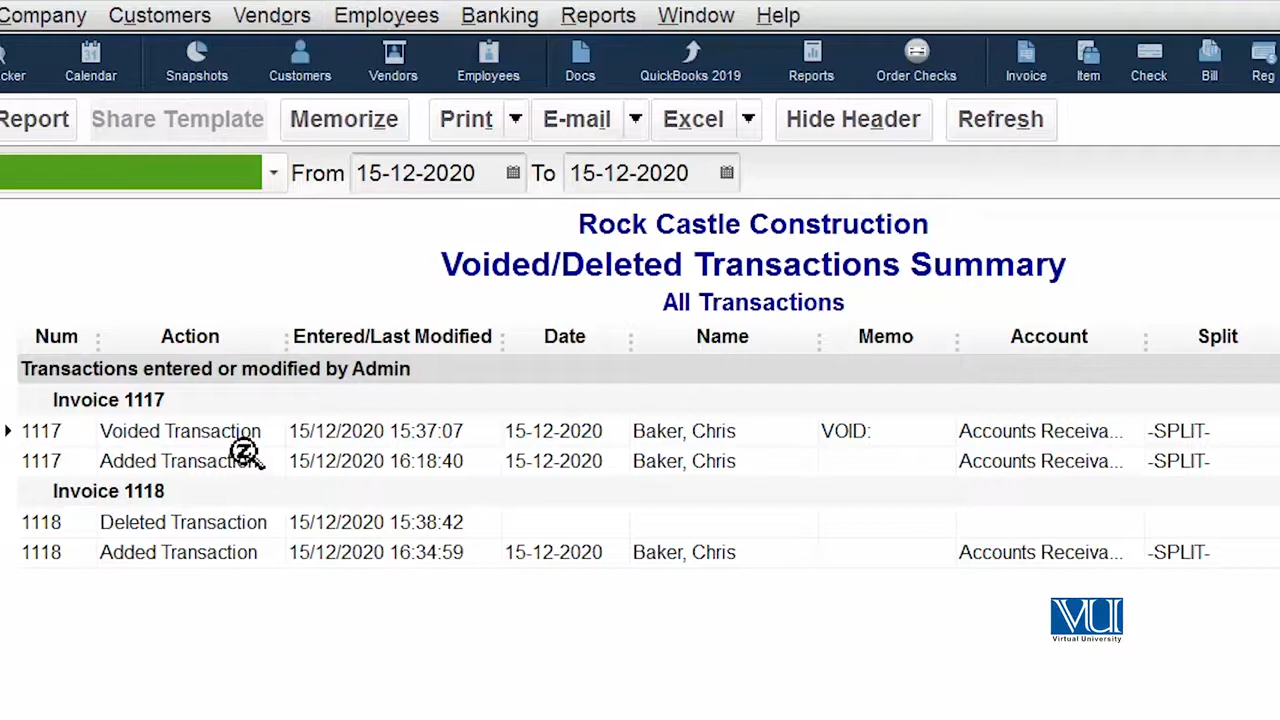 Company Customers Vendors Employees Banking Reports Window Help
Calendar Snapshots Customers Vendors Employees Docs QuickBooks 2019 Reports Order Checks Invoice Item Check Bill Reg
Report Share Template Memorize Print E-mail Excel Hide Header Refresh
From 15-12-2020 To 15-12-2020
Rock Castle Construction
Voided/Deleted Transactions Summary
All Transactions
Num Action Entered/Last Modified Date Name Memo Account Split
Transactions entered or modified by Admin
Invoice 1117
1117 Voided Transaction 15/12/2020 15:37:07 15-12-2020 Baker, Chris VOID: Accounts Receiva... -SPLIT-
1117 Added Transaction 15/12/2020 16:18:40 15-12-2020 Baker, Chris Accounts Receiva... -SPLIT-
Invoice 1118
1118 Deleted Transaction 15/12/2020 15:38:42
1118 Added Transaction 15/12/2020 16:34:59 15-12-2020 Baker, Chris Accounts Receiva... -SPLIT-
VU
Virtual University